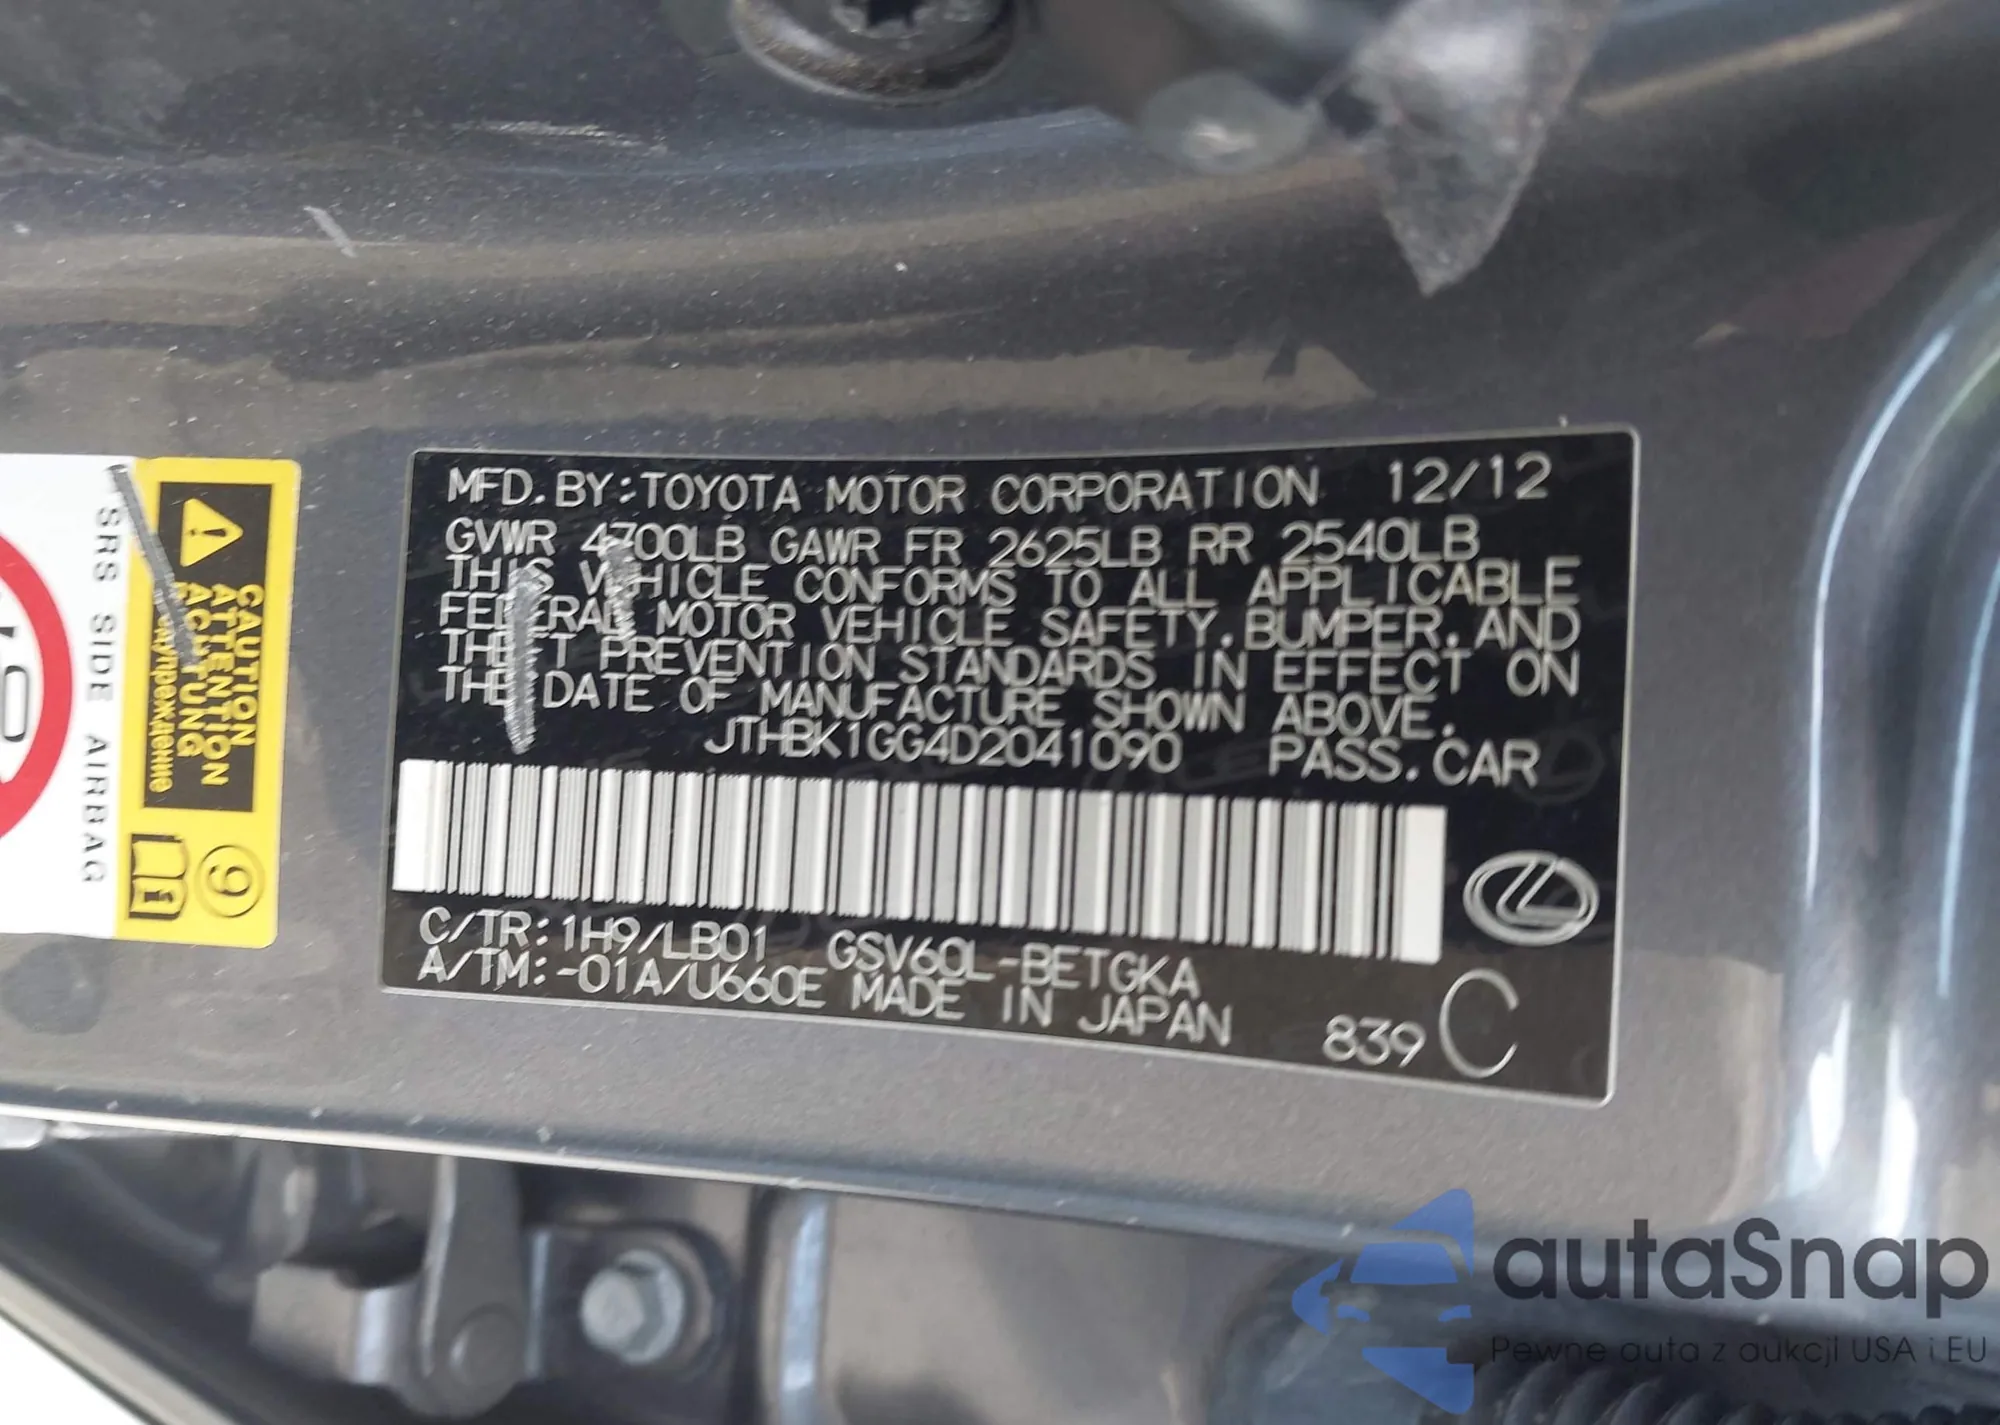 MFD. BY: TOYOTA MOTOR CORPORATION 12/12
GVWR 4700LB GAWR FR 2625LB RR 2540LB
THIS VEHICLE CONFORMS TO ALL APPLICABLE
FEDERAL MOTOR VEHICLE SAFETY, BUMPER, AND
THEFT PREVENTION STANDARDS IN EFFECT ON
THE DATE OF MANUFACTURE SHOWN ABOVE.
JTHBK1GG4D2041090 PASS. CAR
C/TR: 1H9/LB01 GSV60L-BETGKA
A/TM: -01A/U660E MADE IN JAPAN
839 C
CAUTION
ATTENTION
ACHTUNG
9
SRS SIDE AIRBAG
autaSnap
Pewne auta z aukcji USA i EU